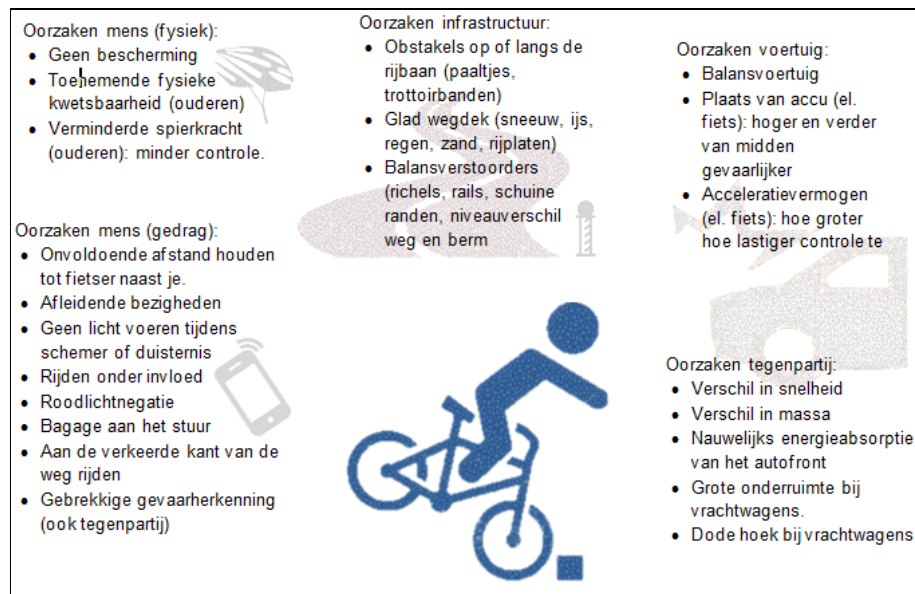 Oorzaken mens (fysiek):
• Geen bescherming
• Toenemende fysieke
kwetsbaarheid (ouderen)
• Verminderde spierkracht
(ouderen): minder controle.
Oorzaken infrastructuur:
• Obstakels op of langs de
rijbaan (paaltjes,
trottoirbanden)
• Glad wegdek (sneeuw, ijs,
regen, zand, rijplaten)
• Balansverstoorders
(richels, rails, schuine
randen, niveauverschil
weg en berm
Oorzaken voertuig:
• Balansvoertuig
• Plaats van accu (el.
fiets): hoger en verder
van midden
gevaarlijker
• Acceleratievermogen
(el. fiets): hoe groter
hoe lastiger controle te
Oorzaken mens (gedrag):
• Onvoldoende afstand houden
tot fietser naast je.
• Afleidende bezigheden
• Geen licht voeren tijdens
schemer of duisternis
• Rijden onder invloed
• Roodlichtnegatie
• Bagage aan het stuur
• Aan de verkeerde kant van de
weg rijden
• Gebrekkige gevaarherkenning
(ook tegenpartij)
Oorzaken tegenpartij:
• Verschil in snelheid
• Verschil in massa
• Nauwelijks energieabsorptie
van het autofront
• Grote onderruimte bij
vrachtwagens.
• Dode hoek bij vrachtwagens